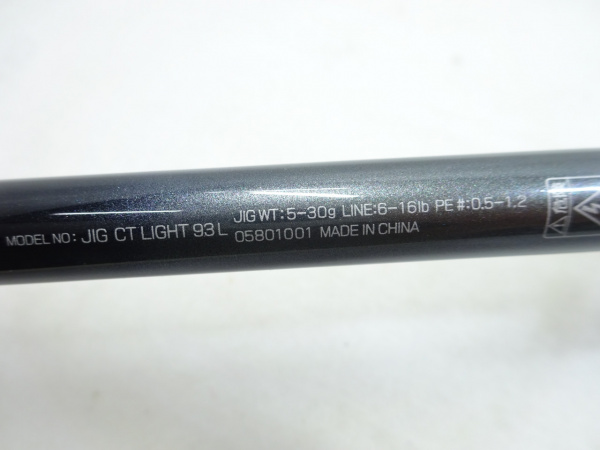 MODEL NO: JIG CT LIGHT 93 L
JIG WT: 5-30g LINE:6-16lb PE #:0.5-1.2
05801001 MADE IN CHINA